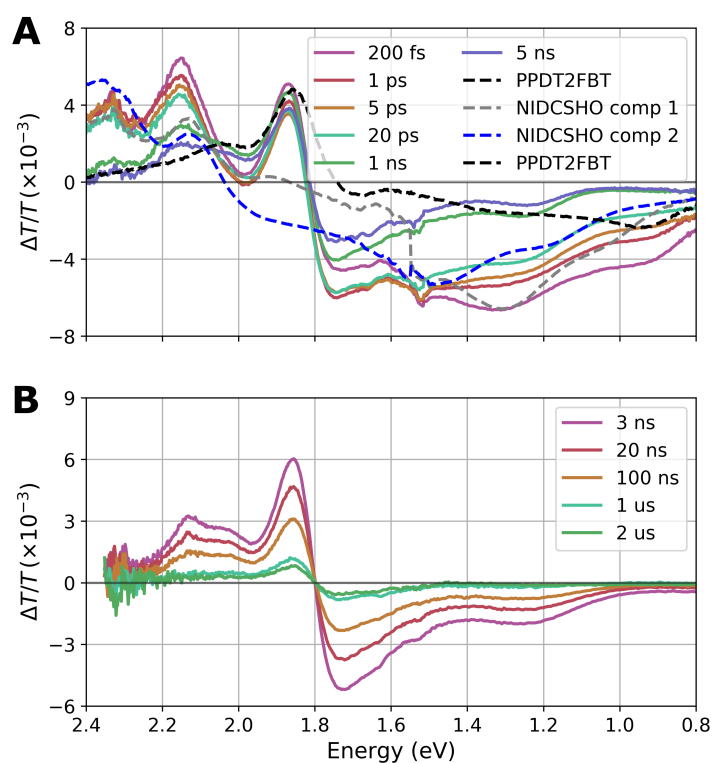 A
8
4
0
−4
−8
ΔT/T (×10⁻³)
200 fs
1 ps
5 ps
20 ps
1 ns
5 ns
PPDT2FBT
NIDCSHO comp 1
NIDCSHO comp 2
PPDT2FBT
B
9
6
3
0
−3
−6
ΔT/T (×10⁻³)
3 ns
20 ns
100 ns
1 us
2 us
2.4 2.2 2.0 1.8 1.6 1.4 1.2 1.0 0.8
Energy (eV)